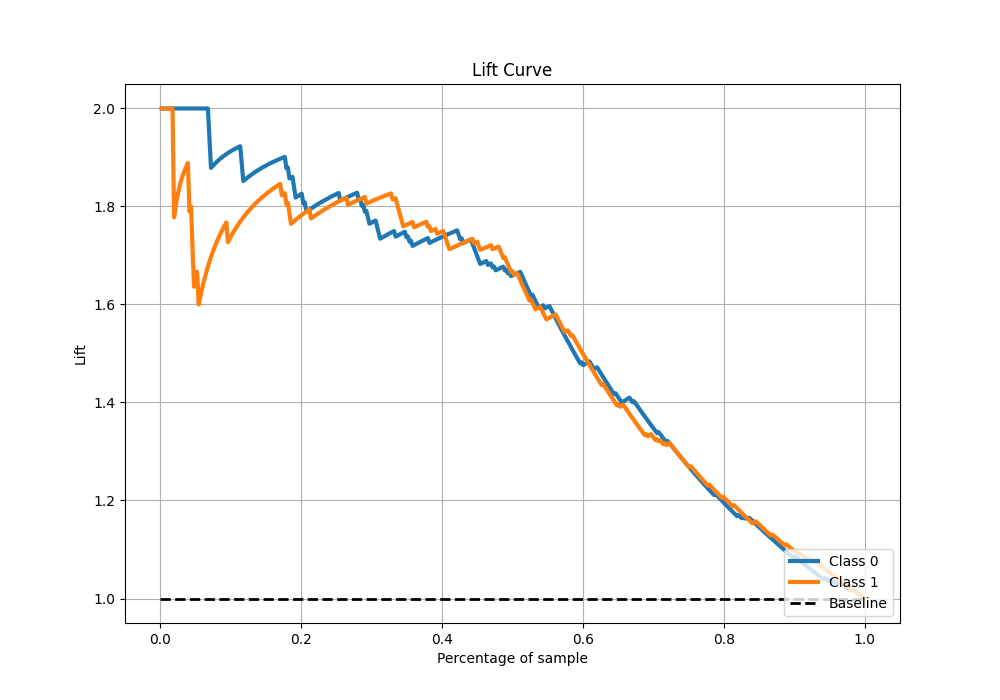 Lift Curve
2.0
1.8
1.6
1.4
1.2
1.0
Lift
0.0 0.2 0.4 0.6 0.8 1.0
Percentage of sample
Class 0
Class 1
Baseline